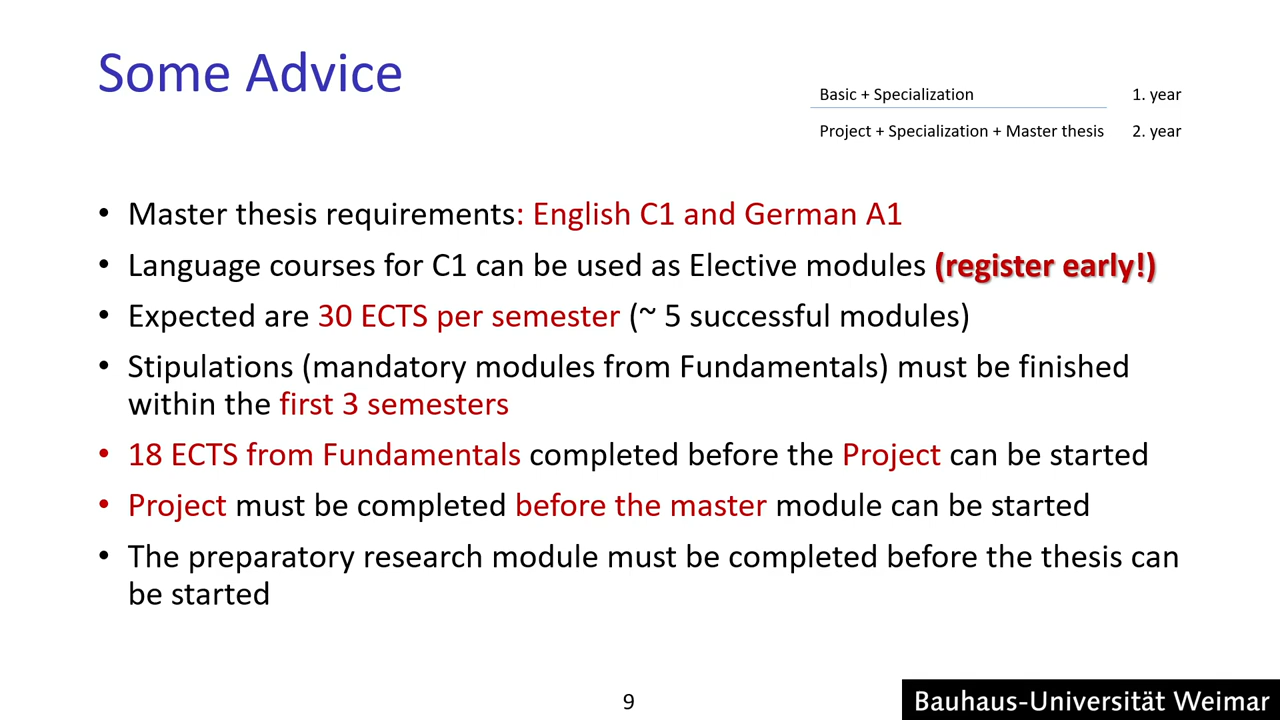 Some Advice
Basic + Specialization 1. year
Project + Specialization + Master thesis 2. year
• Master thesis requirements: English C1 and German A1
• Language courses for C1 can be used as Elective modules (register early!)
• Expected are 30 ECTS per semester (~ 5 successful modules)
• Stipulations (mandatory modules from Fundamentals) must be finished
within the first 3 semesters
• 18 ECTS from Fundamentals completed before the Project can be started
• Project must be completed before the master module can be started
• The preparatory research module must be completed before the thesis can
be started
9
Bauhaus-Universität Weimar